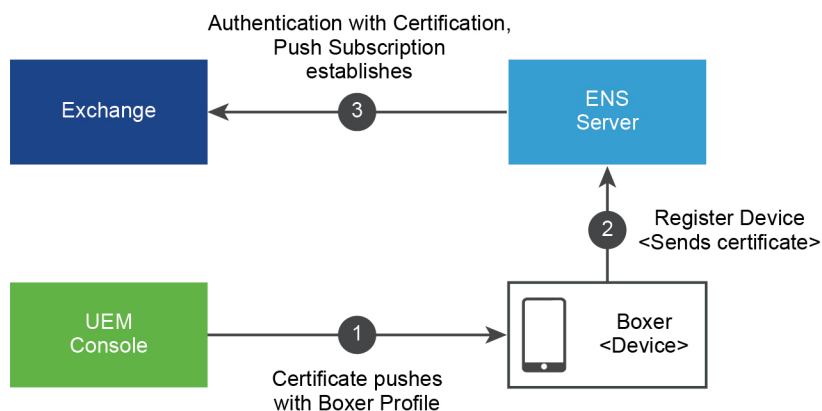 Authentication with Certification,
Push Subscription
establishes
Exchange
3
ENS
Server
2
Register Device
<Sends certificate>
UEM
Console
1
Boxer
<Device>
Certificate pushes
with Boxer Profile